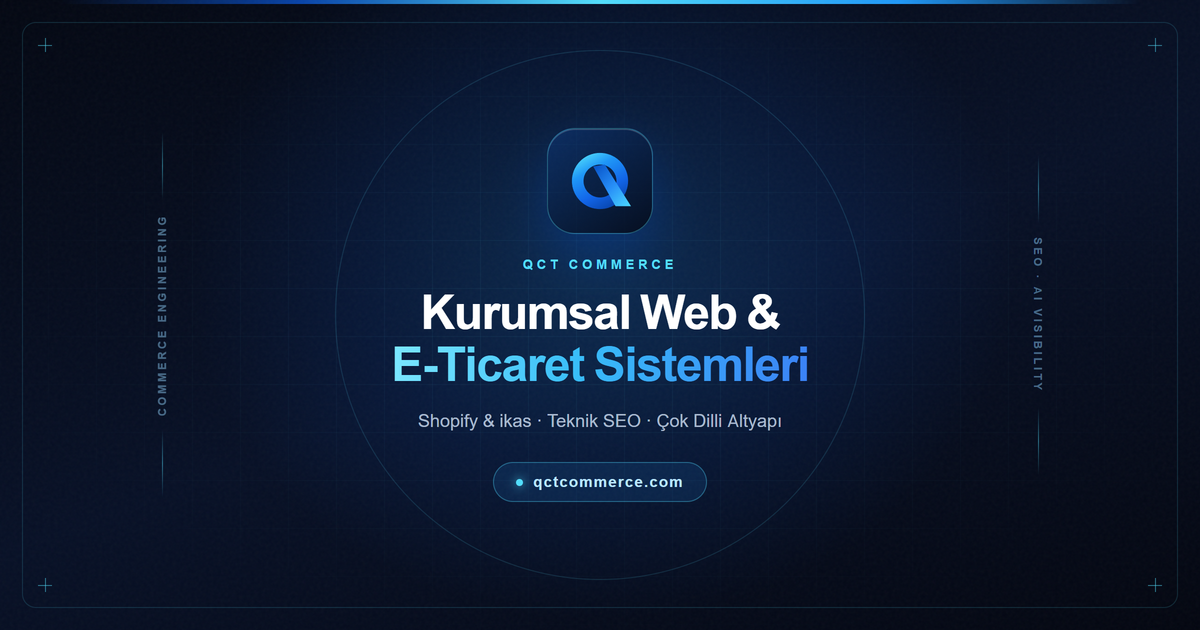 COMMERCE ENGINEERING
QCT COMMERCE
Kurumsal Web &
E-Ticaret Sistemleri
Shopify & ikas · Teknik SEO · Çok Dilli Altyapı
qctcommerce.com
SEO · AI VISIBILITY